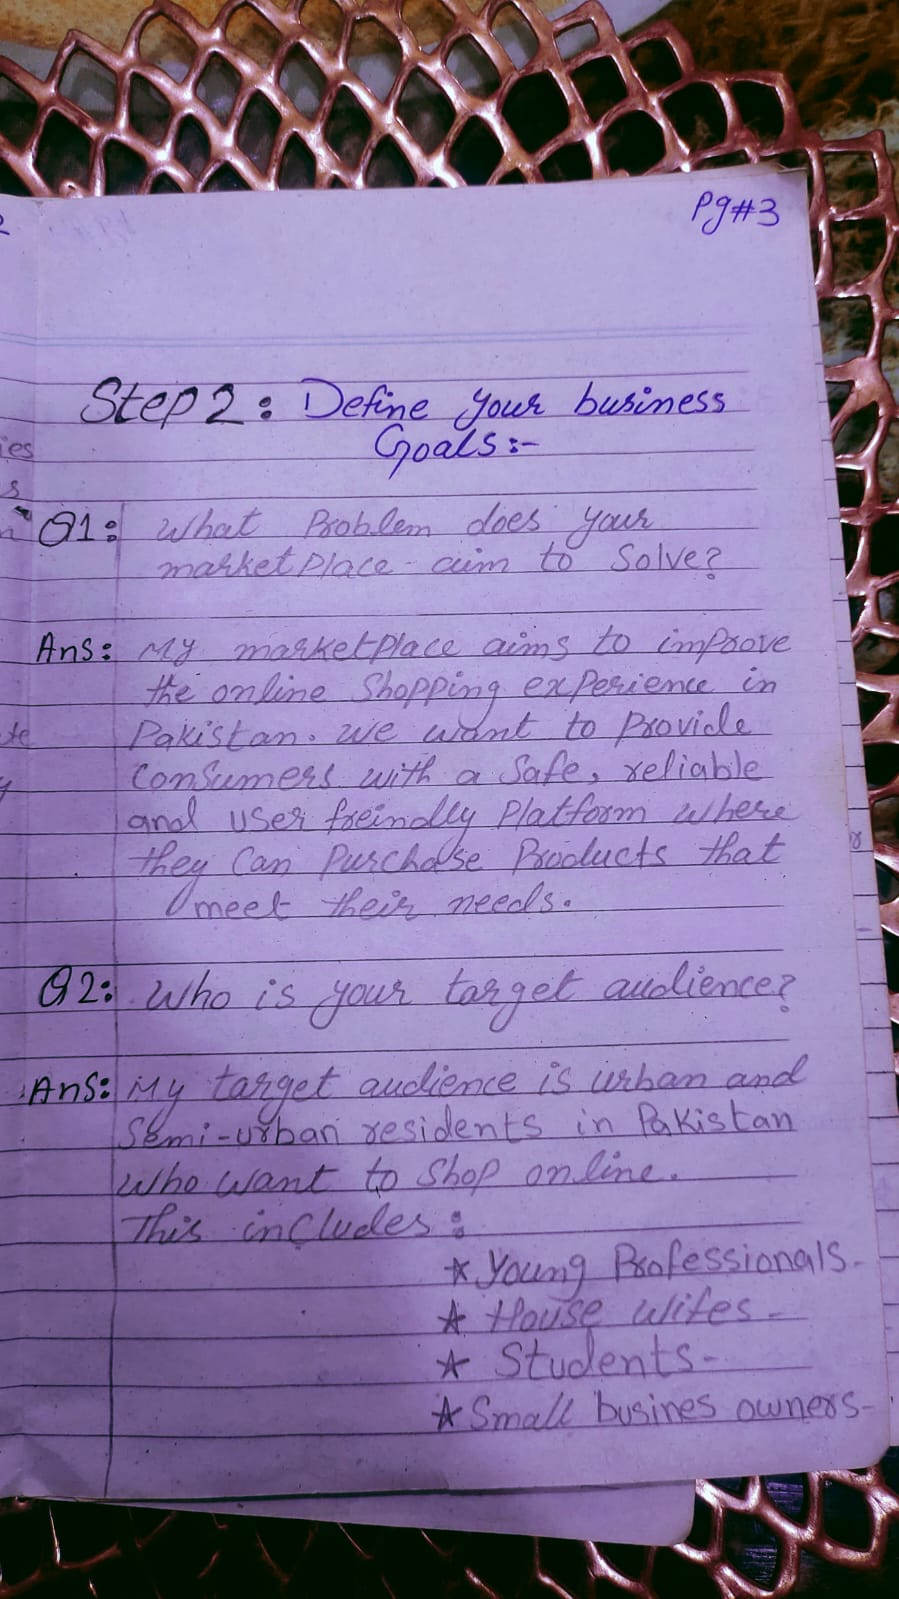 Pg#3
Step 2: Define your business
Goals:-
Q1: What Problem does your
marketPlace aim to Solve?
Ans: My marketPlace aims to improve
the online Shopping exPerience in
Pakistan. We want to Provide
Consumers with a Safe, reliable
and user freindly Platform where
they Can Purchase Products that
meet their needs.
Q2: Who is your target audience?
Ans: My target audience is urban and
Semi-urban residents in Pakistan
Who want to Shop online.
This inCludes:
★ Young Professionals-
★ House wifes-
★ Students-
★ Small busines owners-